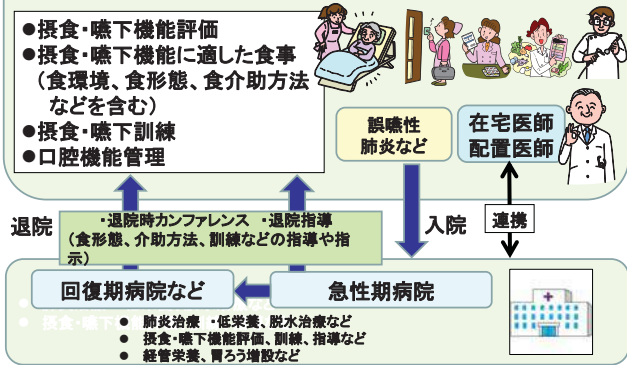 ●摂食・嚥下機能評価
●摂食・嚥下機能に適した食事
（食環境、食形態、食介助方法
などを含む）
●摂食・嚥下訓練
●口腔機能管理
誤嚥性
肺炎など
在宅医師
配置医師
退院
・退院時カンファレンス ・退院指導
（食形態、介助方法、訓練などの指導や指
示）
入院
連携
回復期病院など
急性期病院
● 肺炎治療 ・低栄養、脱水治療など
● 摂食・嚥下機能評価、訓練、指導など
● 経管栄養、胃ろう増設など